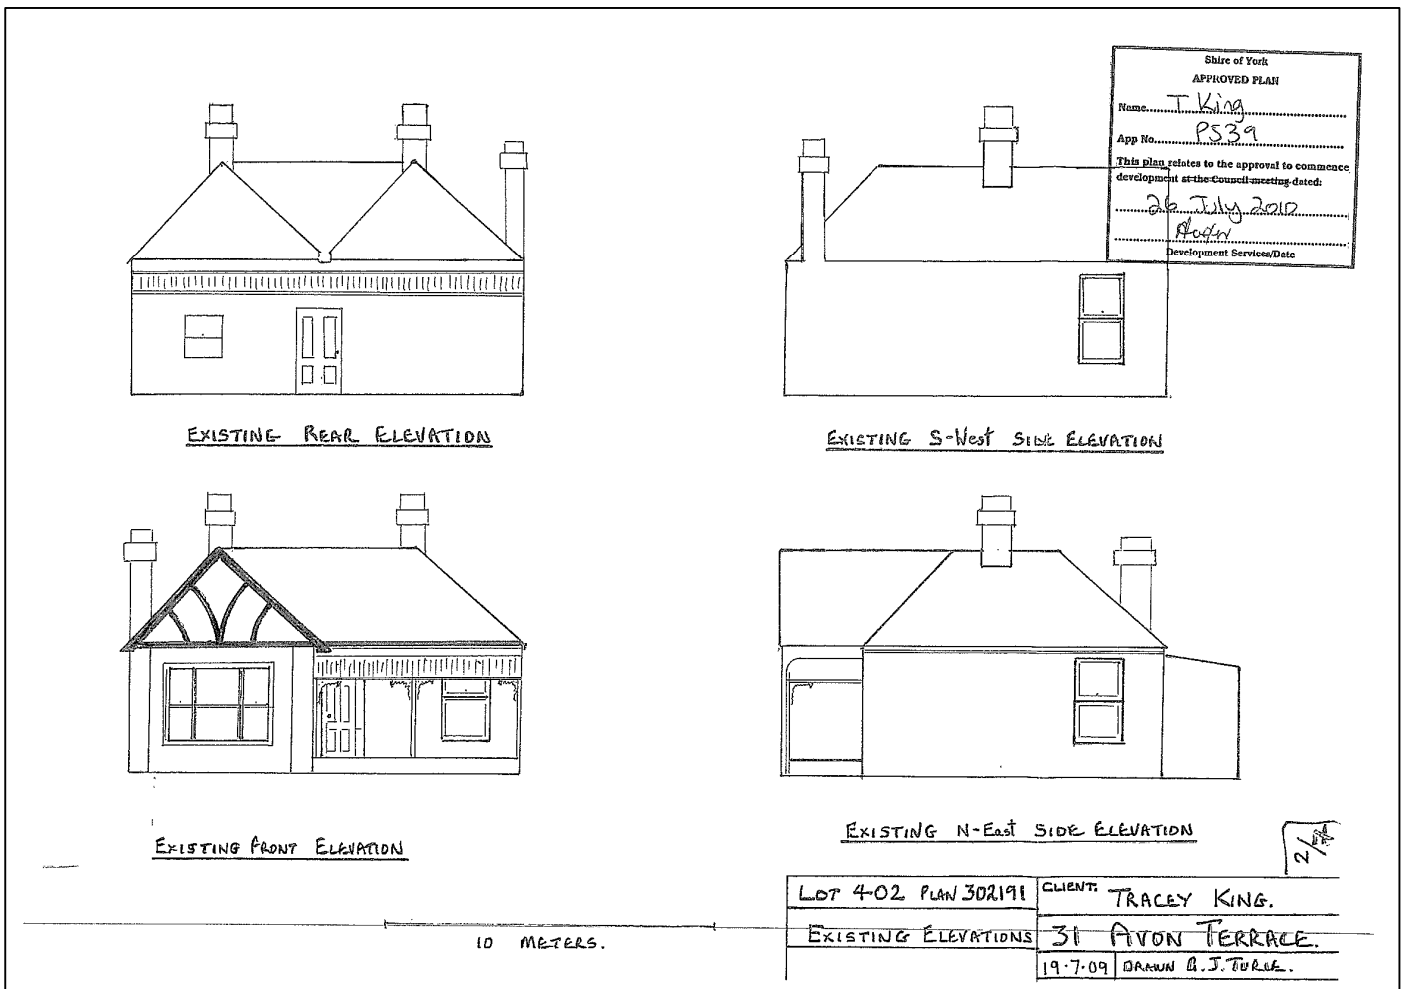 Shire of York
APPROVED PLAN
Name.....T King
App No.....P539
This plan relates to the approval to commence
development at the Council meeting dated:
26 July 2010
Development Services/Date
EXISTING REAR ELEVATION
EXISTING S-West SIDE ELEVATION
EXISTING FRONT ELEVATION
EXISTING N-East SIDE ELEVATION
2/
LOT 402 PLAN 302191
CLIENT: TRACEY KING.
EXISTING ELEVATIONS
31 AVON TERRACE.
19·7·09
DRAWN
10 METERS.